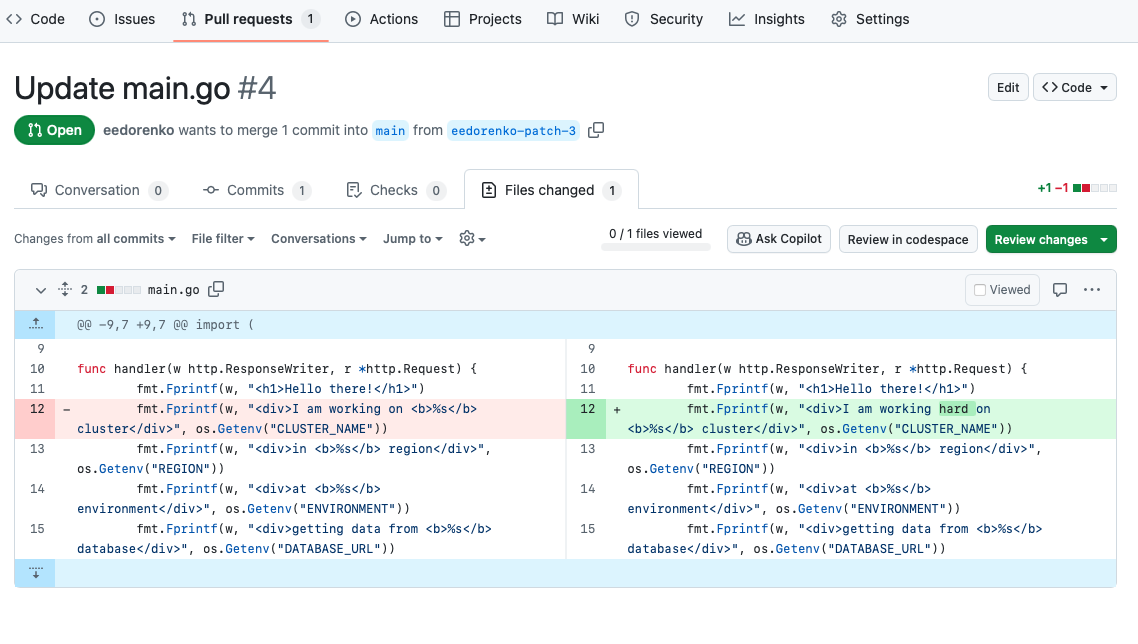 Code Issues Pull requests 1 Actions Projects Wiki Security Insights Settings
Update main.go #4
Edit Code
Open eedorenko wants to merge 1 commit into main from eedorenko-patch-3
Conversation 0 Commits 1 Checks 0 Files changed 1 +1 −1
Changes from all commits File filter Conversations Jump to 0 / 1 files viewed Ask Copilot Review in codespace Review changes
2 main.go Viewed
@@ -9,7 +9,7 @@ import (
9 9
10 func handler(w http.ResponseWriter, r *http.Request) { 10 func handler(w http.ResponseWriter, r *http.Request) {
11 fmt.Fprintf(w, "<h1>Hello there!</h1>") 11 fmt.Fprintf(w, "<h1>Hello there!</h1>")
12 - fmt.Fprintf(w, "<div>I am working on <b>%s</b> 12 + fmt.Fprintf(w, "<div>I am working hard on
cluster</div>", os.Getenv("CLUSTER_NAME")) <b>%s</b> cluster</div>", os.Getenv("CLUSTER_NAME"))
13 fmt.Fprintf(w, "<div>in <b>%s</b> region</div>", 13 fmt.Fprintf(w, "<div>in <b>%s</b> region</div>",
os.Getenv("REGION")) os.Getenv("REGION"))
14 fmt.Fprintf(w, "<div>at <b>%s</b> 14 fmt.Fprintf(w, "<div>at <b>%s</b>
environment</div>", os.Getenv("ENVIRONMENT")) environment</div>", os.Getenv("ENVIRONMENT"))
15 fmt.Fprintf(w, "<div>getting data from <b>%s</b> 15 fmt.Fprintf(w, "<div>getting data from <b>%s</b>
database</div>", os.Getenv("DATABASE_URL")) database</div>", os.Getenv("DATABASE_URL"))